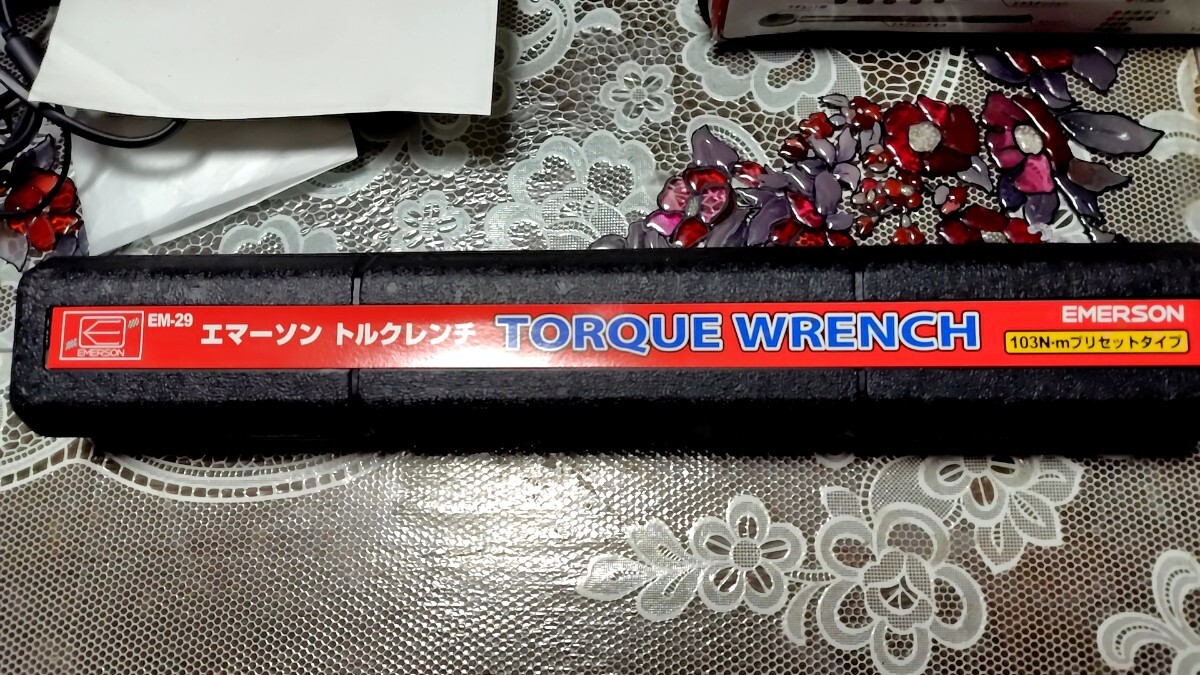 EMERSON
EM-29
エマーソン トルクレンチ
TORQUE WRENCH
EMERSON
103N·mプリセットタイプ